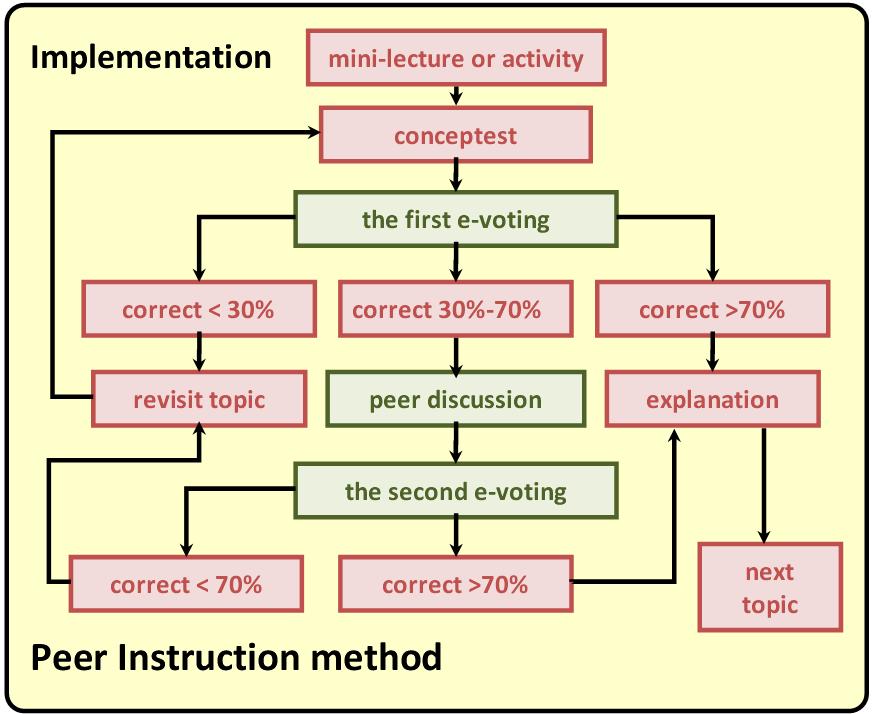 Implementation
mini-lecture or activity
conceptest
the first e-voting
correct < 30%
correct 30%-70%
correct >70%
revisit topic
peer discussion
explanation
the second e-voting
correct < 70%
correct >70%
next
topic
Peer Instruction method